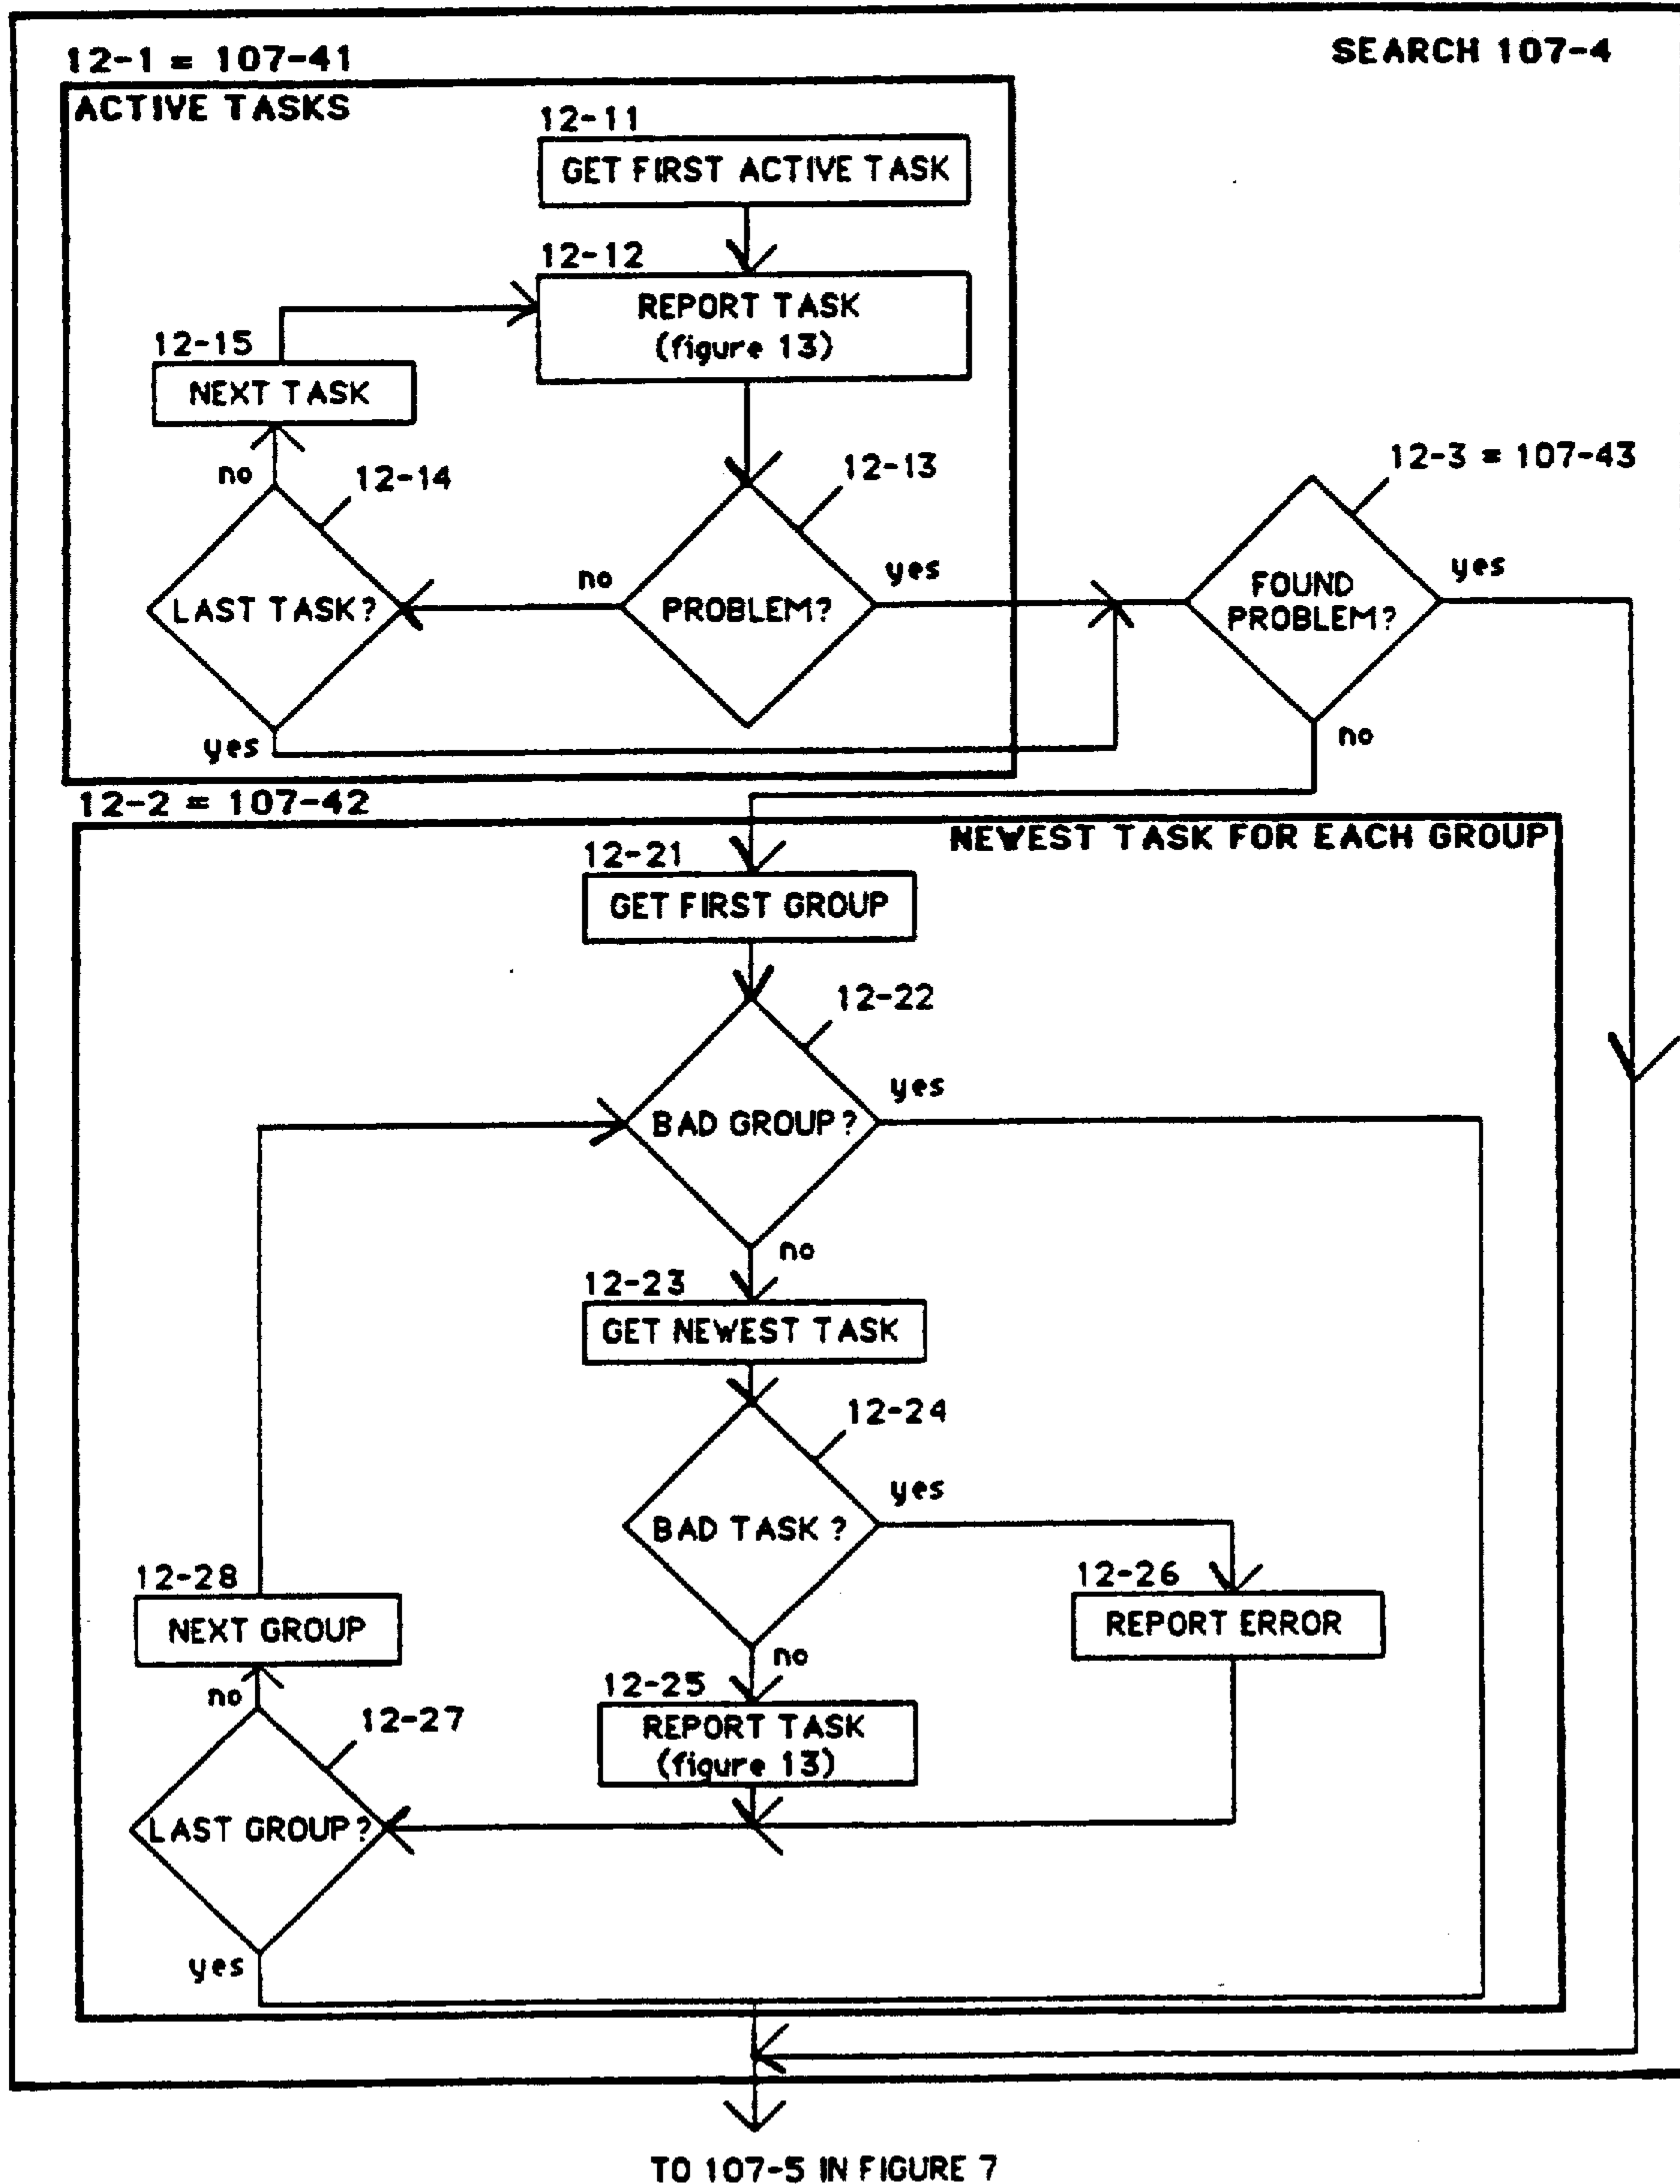 SEARCH 107-4
12-1 = 107-41
ACTIVE TASKS
12-11
GET FIRST ACTIVE TASK
12-12
REPORT TASK
(figure 13)
12-15
NEXT TASK
no
12-14
LAST TASK?
yes
12-13
no
PROBLEM?
yes
12-3 = 107-43
FOUND
PROBLEM?
yes
no
12-2 = 107-42
NEWEST TASK FOR EACH GROUP
12-21
GET FIRST GROUP
12-22
BAD GROUP?
yes
no
12-23
GET NEWEST TASK
12-24
BAD TASK?
yes
no
12-26
REPORT ERROR
12-25
REPORT TASK
(figure 13)
12-28
NEXT GROUP
no
12-27
LAST GROUP?
yes
TO 107-5 IN FIGURE 7